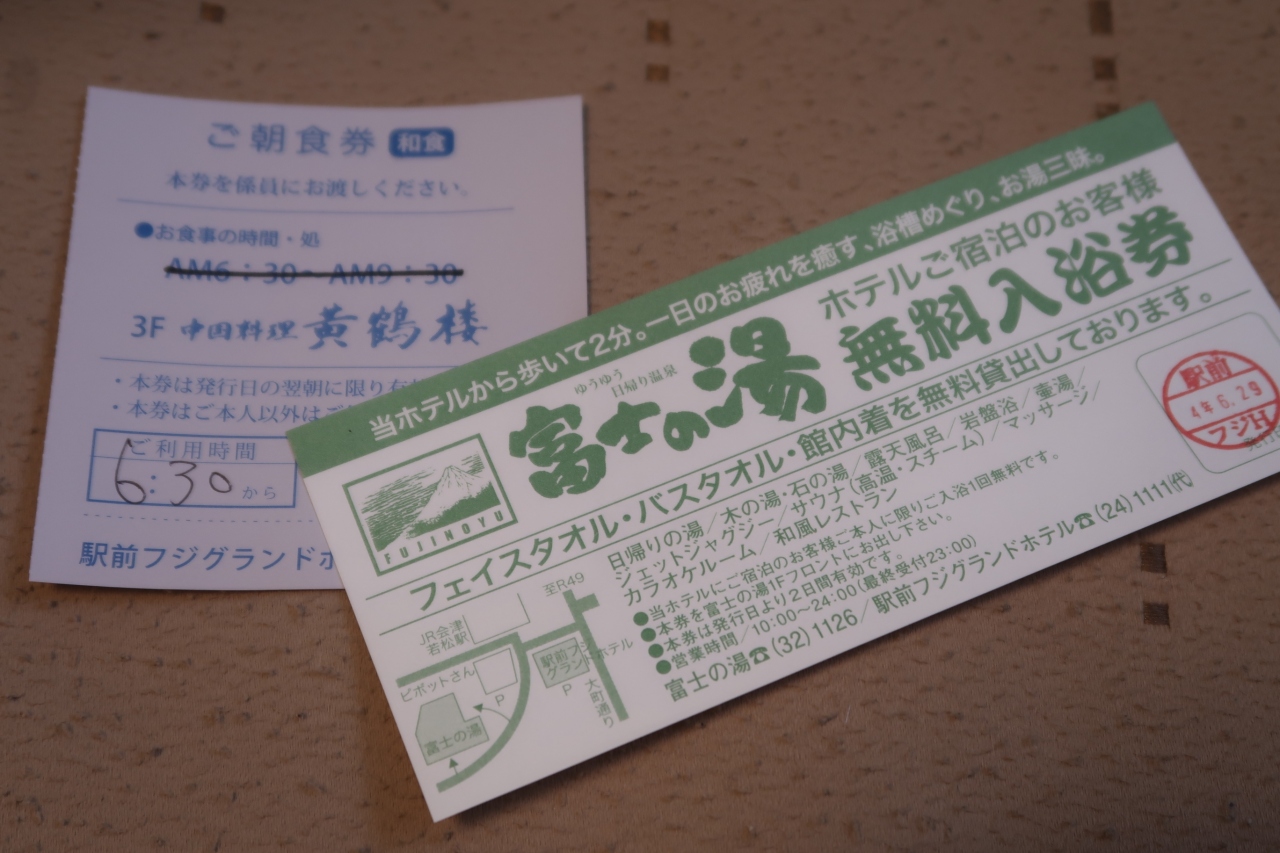 ご朝食券 和食
本券を係員にお渡しください。
●お食事の時間・処
AM6：30～AM9：30
3F 中国料理 黄鶴楼
・本券は発行日の翌朝に限り有
・本券はご本人以外は
ご利用時間
6:30から
駅前フジグランドホ
当ホテルから歩いて2分。一日のお疲れを癒す、浴槽めぐり、お湯三昧。
ゆうゆう 日帰り温泉
富士の湯
ホテルご宿泊のお客様
無料入浴券
FUJINOYU
フェイスタオル・バスタオル・館内着を無料貸出しております。
日帰りの湯／木の湯・石の湯／露天風呂／岩盤浴／壷湯／
ジェットジャグジー／サウナ（高温・スチーム）／マッサージ／
カラオケルーム／和風レストラン
●当ホテルにご宿泊のお客様ご本人に限りご入浴1回無料です。
●本券を富士の湯1Fフロントにお出し下さい。
●本券は発行日より2日間有効です。
●営業時間／10:00～24:00（最終受付23:00）
富士の湯☎(32)1126／駅前フジグランドホテル☎(24)1111㈹
駅前
4年6.29
フジH
至R49
JR会津
若松駅
駅前フジ
グランドホテル
P
ピボットさん
P
大町通り
富士の湯